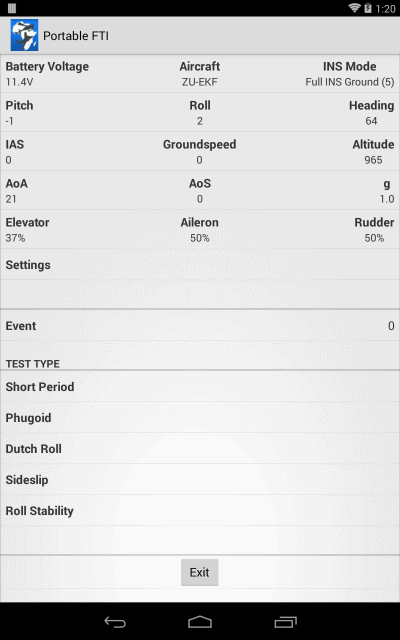 1:20
Portable FTI
Battery Voltage Aircraft INS Mode
11.4V ZU-EKF Full INS Ground (5)
Pitch Roll Heading
-1 2 64
IAS Groundspeed Altitude
0 0 965
AoA AoS g
21 0 1.0
Elevator Aileron Rudder
37% 50% 50%
Settings
Event 0
TEST TYPE
Short Period
Phugoid
Dutch Roll
Sideslip
Roll Stability
Exit